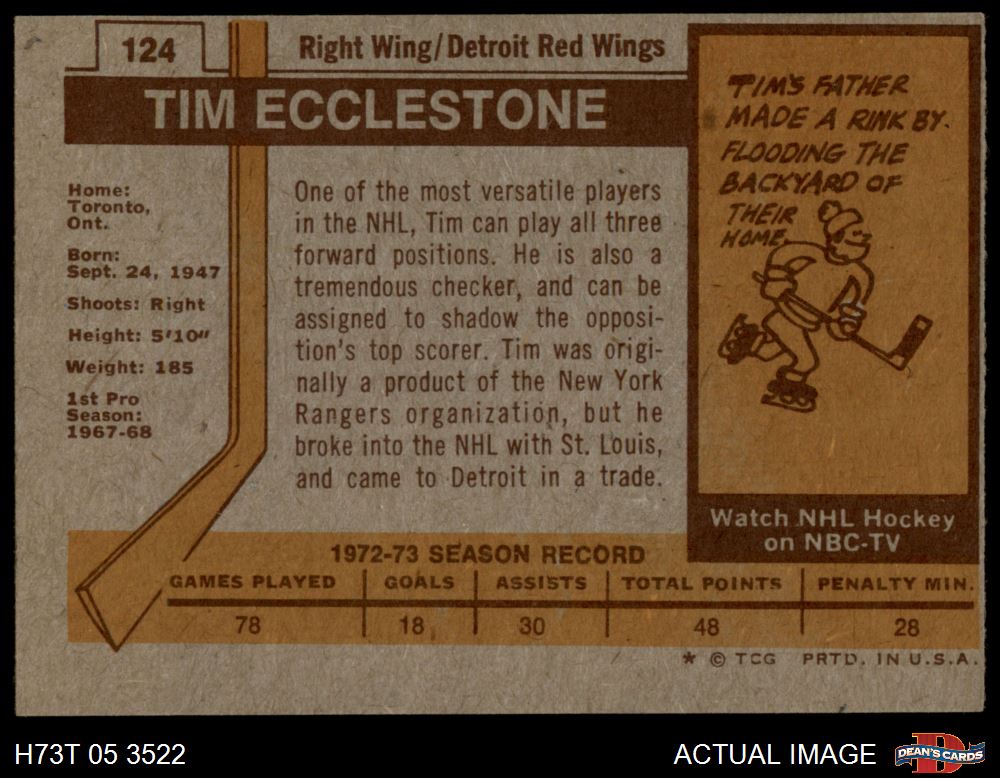 124
Right Wing/Detroit Red Wings
TIM ECCLESTONE
Home:
Toronto,
Ont.
Born:
Sept. 24, 1947
Shoots: Right
Height: 5'10"
Weight: 185
1st Pro
Season:
1967-68
One of the most versatile players
in the NHL, Tim can play all three
forward positions. He is also a
tremendous checker, and can be
assigned to shadow the opposi-
tion's top scorer. Tim was origi-
nally a product of the New York
Rangers organization, but he
broke into the NHL with St. Louis,
and came to Detroit in a trade.
TIM'S FATHER
MADE A RINK BY
FLOODING THE
BACKYARD OF
THEIR
HOME.
Watch NHL Hockey
on NBC-TV
1972-73 SEASON RECORD
GAMES PLAYED GOALS ASSISTS TOTAL POINTS PENALTY MIN.
78 18 30 48 28
* © TCG PRTD. IN U.S.A.
H73T 05 3522
ACTUAL IMAGE
DEAN'S CARDS